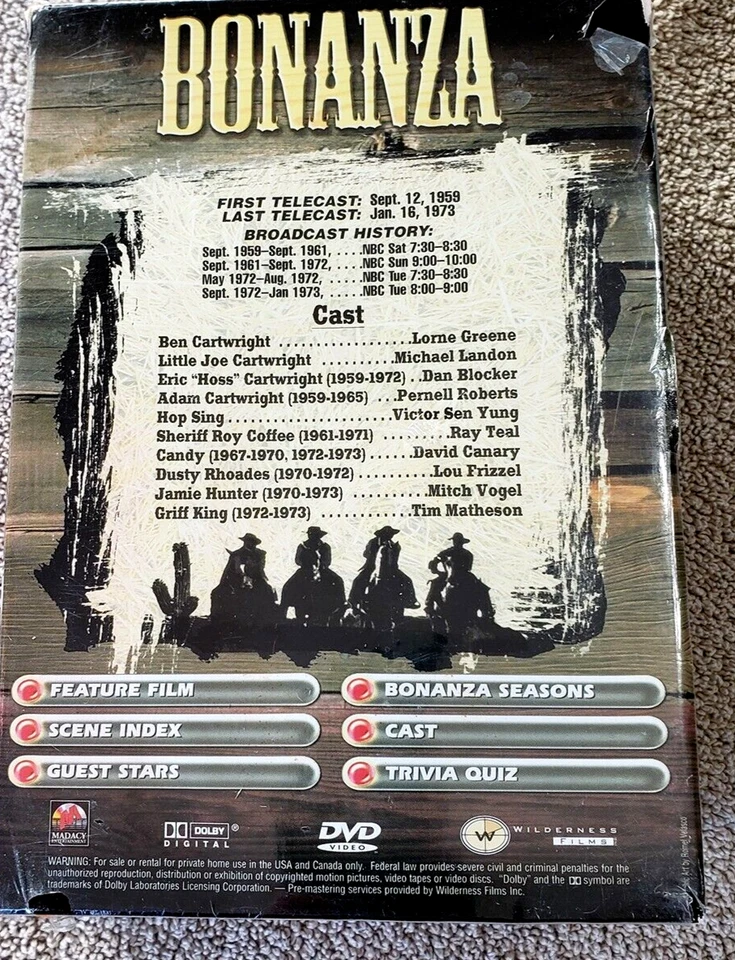 BONANZA
FIRST TELECAST: Sept. 12, 1959
LAST TELECAST: Jan. 16, 1973
BROADCAST HISTORY:
Sept. 1959–Sept. 1961, ....NBC Sat 7:30–8:30
Sept. 1961–Sept. 1972, ....NBC Sun 9:00–10:00
May 1972–Aug. 1972, .....NBC Tue 7:30–8:30
Sept. 1972–Jan 1973, .....NBC Tue 8:00–9:00
Cast
Ben Cartwright ..................Lorne Greene
Little Joe Cartwright ..........Michael Landon
Eric “Hoss” Cartwright (1959-1972) ..Dan Blocker
Adam Cartwright (1959-1965) ...Pernell Roberts
Hop Sing......................Victor Sen Yung
Sheriff Roy Coffee (1961-1971) .........Ray Teal
Candy (1967-1970, 1972-1973)......David Canary
Dusty Rhoades (1970-1972) ..........Lou Frizzel
Jamie Hunter (1970-1973) ..........Mitch Vogel
Griff King (1972-1973) ............Tim Matheson
FEATURE FILM
BONANZA SEASONS
SCENE INDEX
CAST
GUEST STARS
TRIVIA QUIZ
MADACY
ENTERTAINMENT
DOLBY®
DIGITAL
DVD
VIDEO
W
WILDERNESS
FILMS
WARNING: For sale or rental for private home use in the USA and Canada only. Federal law provides severe civil and criminal penalties for the
unauthorized reproduction, distribution or exhibition of copyrighted motion pictures, video tapes or video discs. "Dolby" and the symbol are
trademarks of Dolby Laboratories Licensing Corporation. — Pre-mastering services provided by Wilderness Films Inc.
Art by